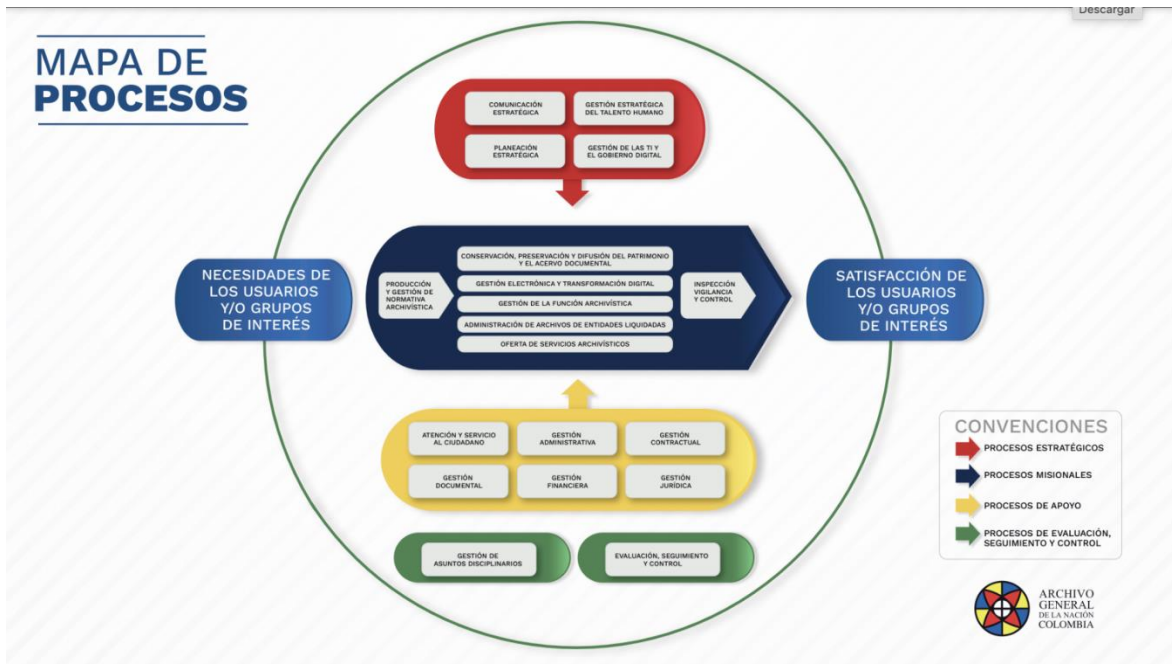 Descargar
MAPA DE
PROCESOS
COMUNICACIÓN
ESTRATÉGICA
GESTIÓN ESTRATÉGICA
DEL TALENTO HUMANO
PLANEACIÓN
ESTRATÉGICA
GESTIÓN DE LAS TI Y
EL GOBIERNO DIGITAL
NECESIDADES DE
LOS USUARIOS
Y/O GRUPOS
DE INTERÉS
PRODUCCIÓN
Y GESTIÓN DE
NORMATIVA
ARCHIVÍSTICA
CONSERVACIÓN, PRESERVACIÓN Y DIFUSIÓN DEL PATRIMONIO
Y EL ACERVO DOCUMENTAL
GESTIÓN ELECTRÓNICA Y TRANSFORMACIÓN DIGITAL
GESTIÓN DE LA FUNCIÓN ARCHIVÍSTICA
ADMINISTRACIÓN DE ARCHIVOS DE ENTIDADES LIQUIDADAS
OFERTA DE SERVICIOS ARCHIVÍSTICOS
INSPECCIÓN
VIGILANCIA
Y CONTROL
SATISFACCIÓN DE
LOS USUARIOS
Y/O GRUPOS
DE INTERÉS
ATENCIÓN Y SERVICIO
AL CIUDADANO
GESTIÓN
ADMINISTRATIVA
GESTIÓN
CONTRACTUAL
GESTIÓN
DOCUMENTAL
GESTIÓN
FINANCIERA
GESTIÓN
JURÍDICA
GESTIÓN DE
ASUNTOS DISCIPLINARIOS
EVALUACIÓN, SEGUIMIENTO
Y CONTROL
CONVENCIONES
PROCESOS ESTRATÉGICOS
PROCESOS MISIONALES
PROCESOS DE APOYO
PROCESOS DE EVALUACIÓN,
SEGUIMIENTO Y CONTROL
ARCHIVO
GENERAL
DE LA NACIÓN
COLOMBIA